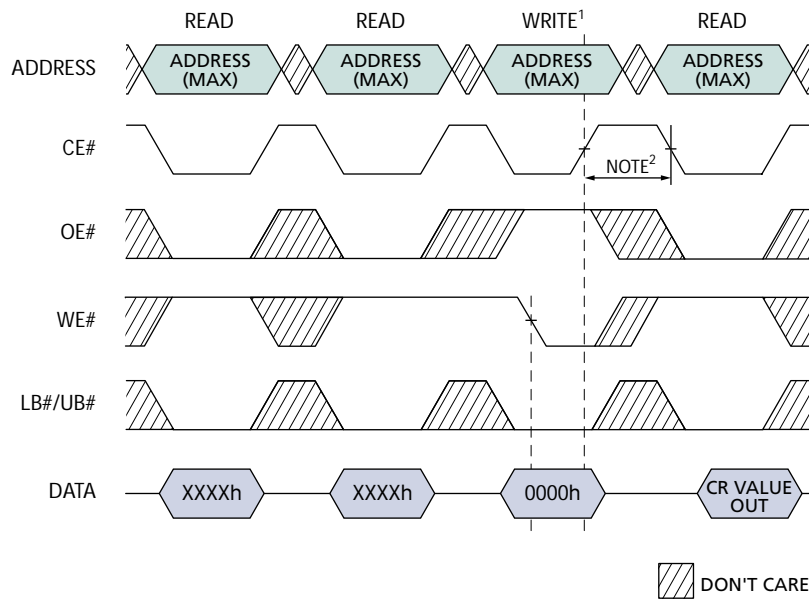 READ READ WRITE¹ READ
ADDRESS
ADDRESS (MAX) ADDRESS (MAX) ADDRESS (MAX) ADDRESS (MAX)
CE#
NOTE²
OE#
WE#
LB#/UB#
DATA
XXXXh XXXXh 0000h CR VALUE OUT
DON'T CARE